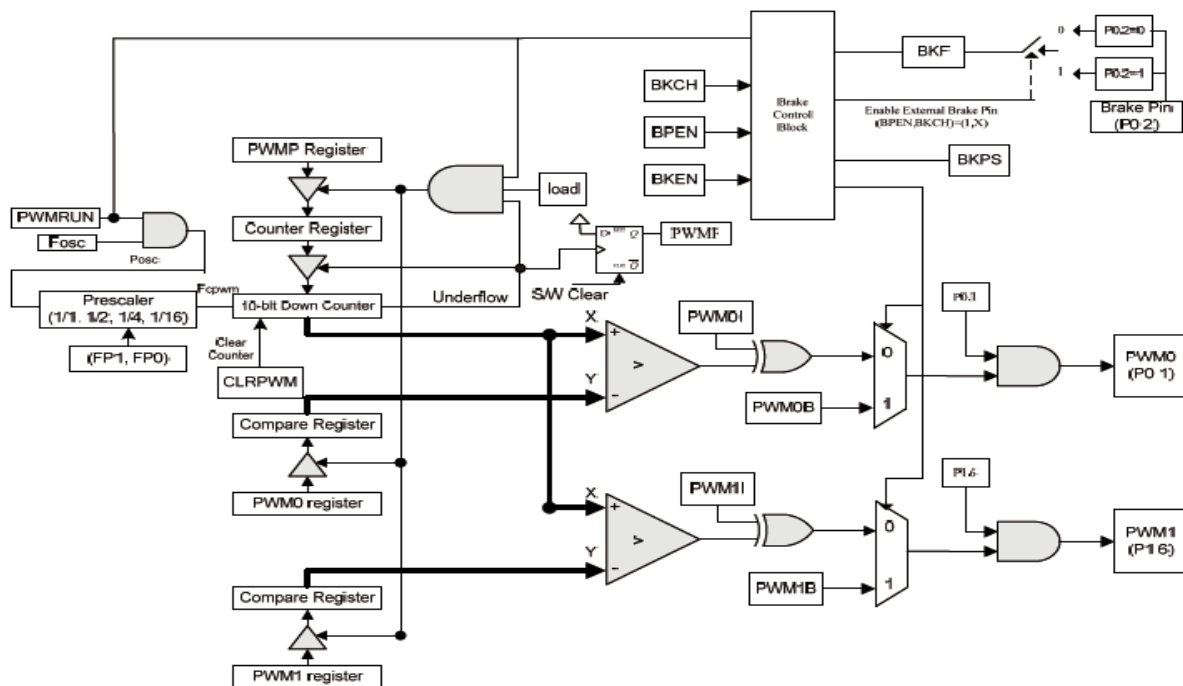 BKF
0
P0.2=0
BKCH
Brake
Control
Block
1
P0.2=1
Enable External Brake Pin
(BPEN,BKCH)=(1,X)
Brake Pin
(P0.2)
BPEN
PWMP Register
BKPS
BKEN
load
PWMRUN
Fosc
Counter Register
PWMF
Posc
Fcpwm
Q
Q
S/W Clear
Underflow
Prescaler
(1/1, 1/2, 1/4, 1/16)
10-bit Down Counter
P0.1
X
+
PWM0I
Clear
Counter
(FP1, FP0)
>
0
PWM0
(P0.1)
CLRPWM
Y
-
PWM0B
1
Compare Register
PWM0 register
P1.6
X
+
PWM1I
>
0
PWM1
(P1.6)
Y
-
PWM1B
1
Compare Register
PWM1 register